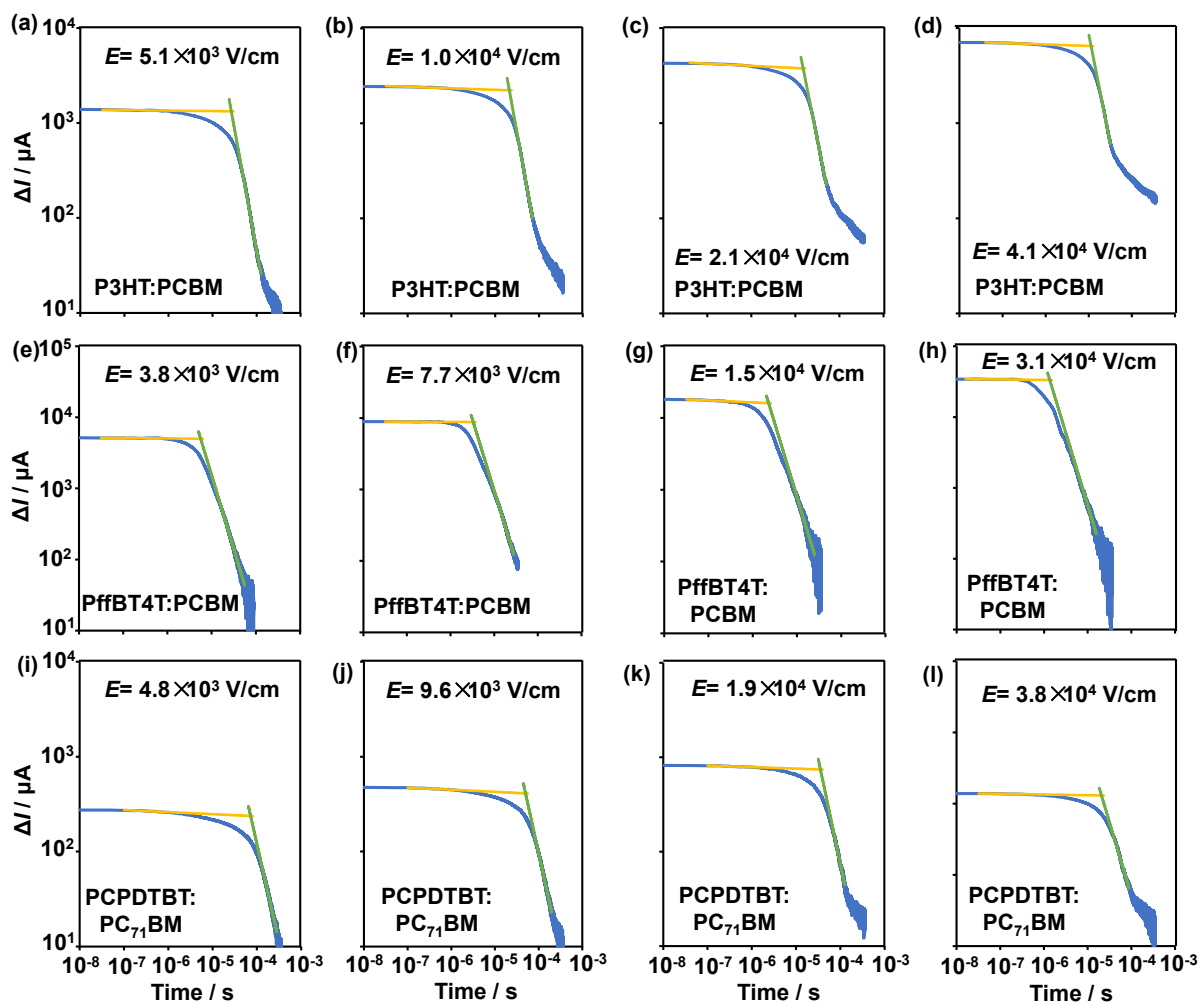 (a)
(b)
(c)
(d)
10⁴
10³
10²
10¹
ΔI / μA
E= 5.1×10³ V/cm
P3HT:PCBM
E= 1.0×10⁴ V/cm
P3HT:PCBM
E= 2.1×10⁴ V/cm
P3HT:PCBM
E= 4.1×10⁴ V/cm
P3HT:PCBM
(e)
(f)
(g)
(h)
10⁵
10⁴
10³
10²
10¹
ΔI / μA
E= 3.8×10³ V/cm
PffBT4T:PCBM
E= 7.7×10³ V/cm
PffBT4T:PCBM
E= 1.5×10⁴ V/cm
PffBT4T:
PCBM
E= 3.1×10⁴ V/cm
PffBT4T:
PCBM
(i)
(j)
(k)
(l)
10⁴
10³
10²
10¹
ΔI / μA
E= 4.8×10³ V/cm
PCPDTBT:
PC₇₁BM
E= 9.6×10³ V/cm
PCPDTBT:
PC₇₁BM
E= 1.9×10⁴ V/cm
PCPDTBT:
PC₇₁BM
E= 3.8×10⁴ V/cm
PCPDTBT:
PC₇₁BM
10⁻⁸ 10⁻⁷ 10⁻⁶ 10⁻⁵ 10⁻⁴ 10⁻³
Time / s
10⁻⁸ 10⁻⁷ 10⁻⁶ 10⁻⁵ 10⁻⁴ 10⁻³
Time / s
10⁻⁸ 10⁻⁷ 10⁻⁶ 10⁻⁵ 10⁻⁴ 10⁻³
Time / s
10⁻⁸ 10⁻⁷ 10⁻⁶ 10⁻⁵ 10⁻⁴ 10⁻³
Time / s